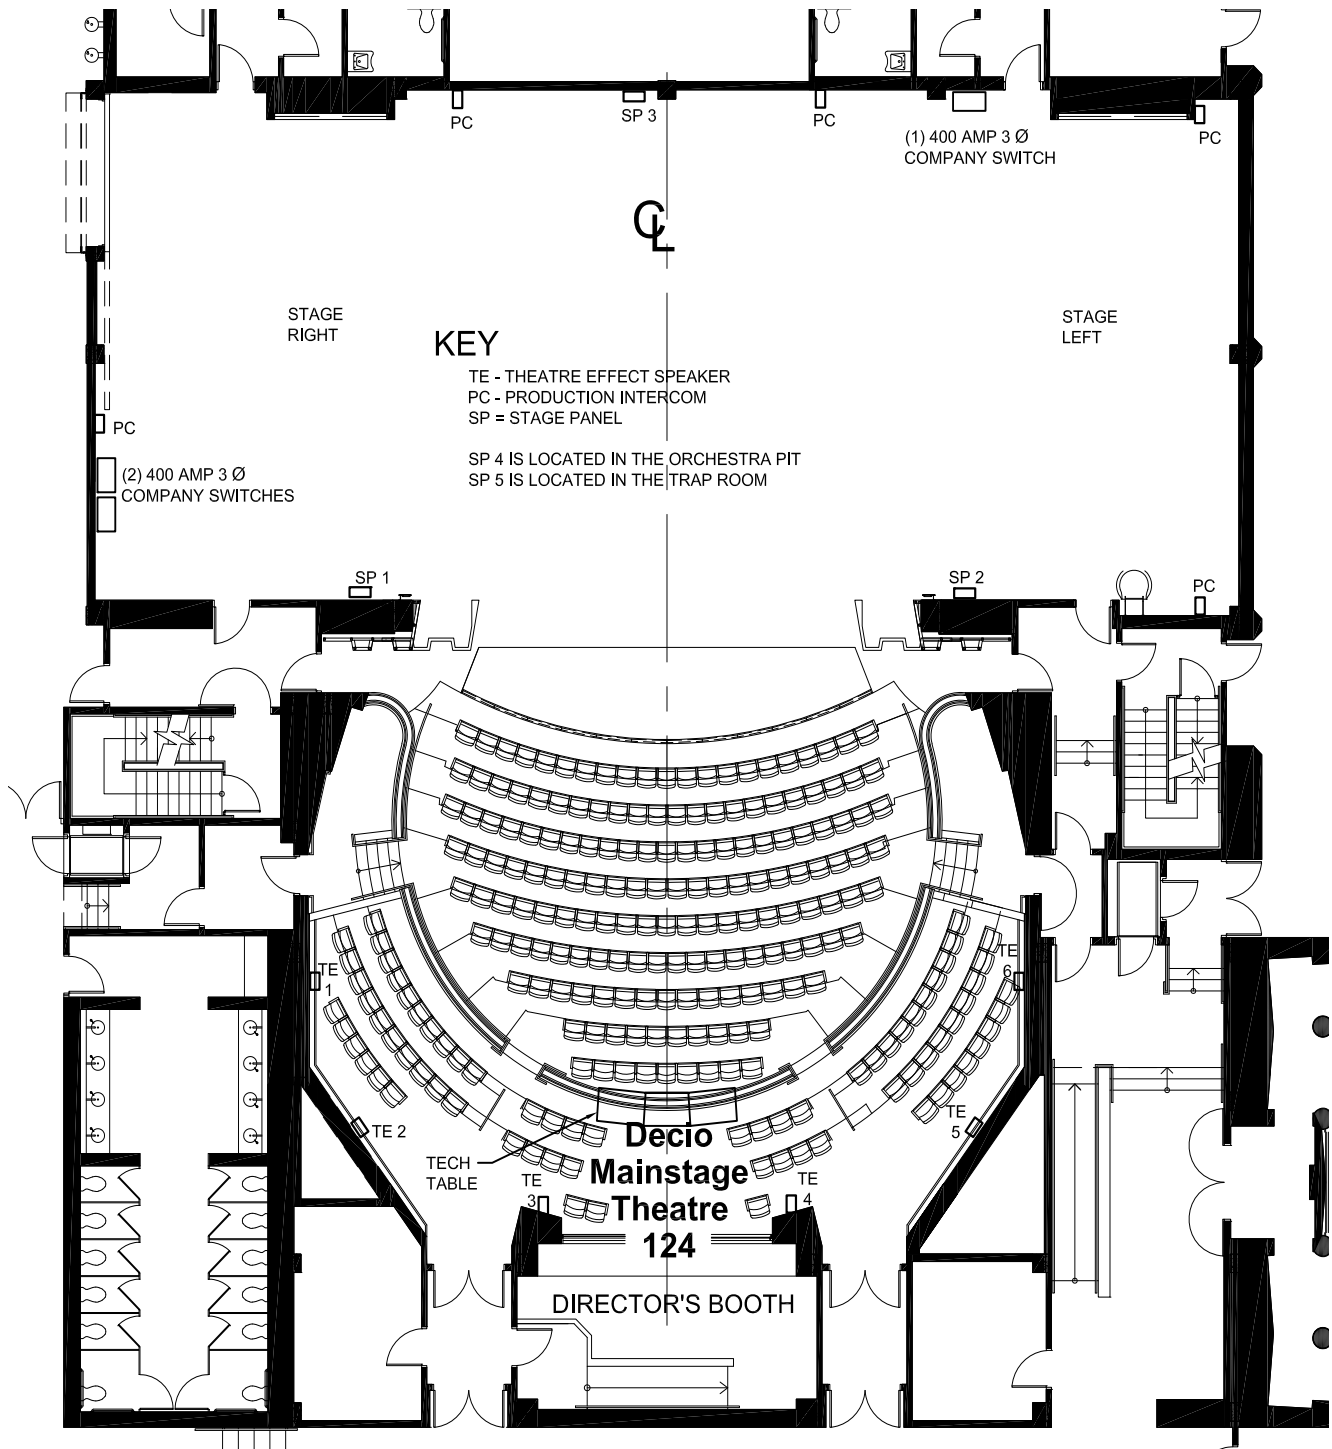 PC
SP 3
PC
(1) 400 AMP 3 Ø
COMPANY SWITCH
PC
CL
STAGE
RIGHT
STAGE
LEFT
KEY
TE - THEATRE EFFECT SPEAKER
PC - PRODUCTION INTERCOM
SP = STAGE PANEL
SP 4 IS LOCATED IN THE ORCHESTRA PIT
SP 5 IS LOCATED IN THE TRAP ROOM
PC
(2) 400 AMP 3 Ø
COMPANY SWITCHES
SP 1
SP 2
PC
TE
1
TE
6
TE 2
TE
5
TECH
TABLE
TE
3
TE
4
Decio
Mainstage
Theatre
124
DIRECTOR'S BOOTH